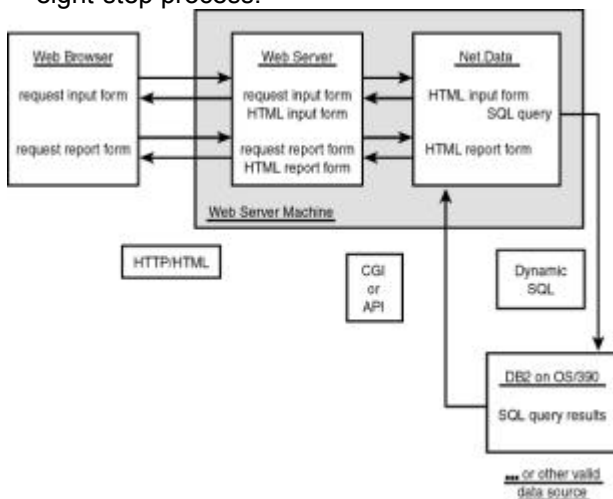 eight-step process.
Web Browser
request input form
request report form
Web Server
request input form
HTML input form
request report form
HTML report form
Net.Data
HTML input form
SQL query
HTML report form
Web Server Machine
HTTP/HTML
CGI
or
API
Dynamic
SQL
DB2 on OS/390
SQL query results
... or other valid
data source